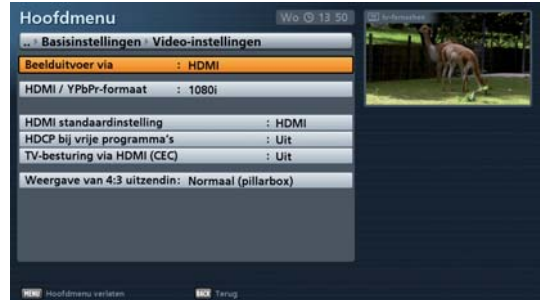 Hoofdmenu
Wo 13 50
tv-fernsehen
.. Basisinstellingen Video-instellingen
Beelduitvoer via : HDMI
HDMI / YPbPr-formaat : 1080i
HDMI standaardinstelling : HDMI
HDCP bij vrije programma's : Uit
TV-besturing via HDMI (CEC) : Uit
Weergave van 4:3 uitzendin: Normaal (pillarbox)
MENU Hoofdmenu verlaten
BACK Terug